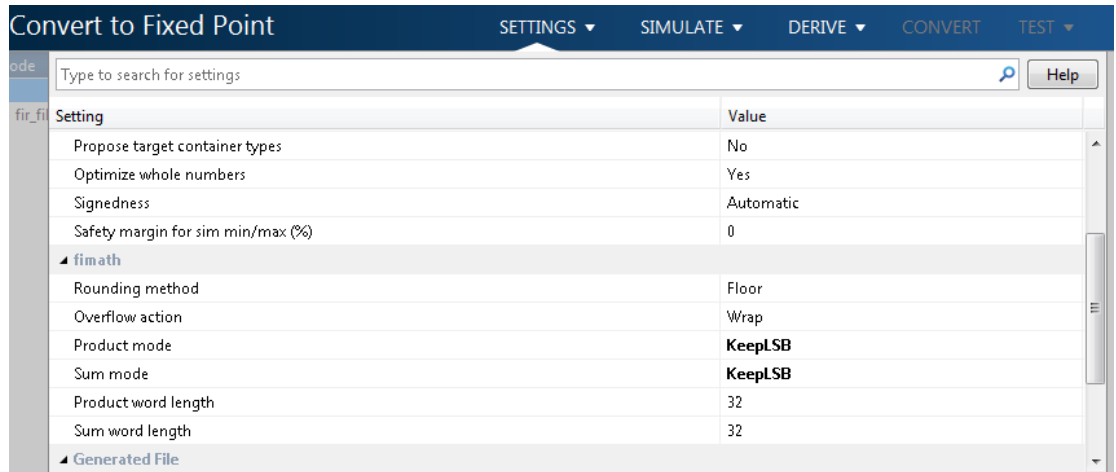 Convert to Fixed Point SETTINGS ▼ SIMULATE ▼ DERIVE ▼ CONVERT TEST ▼
ode Type to search for settings Help
fir_fil Setting Value
Propose target container types No
Optimize whole numbers Yes
Signedness Automatic
Safety margin for sim min/max (%) 0
fimath
Rounding method Floor
Overflow action Wrap
Product mode KeepLSB
Sum mode KeepLSB
Product word length 32
Sum word length 32
Generated File